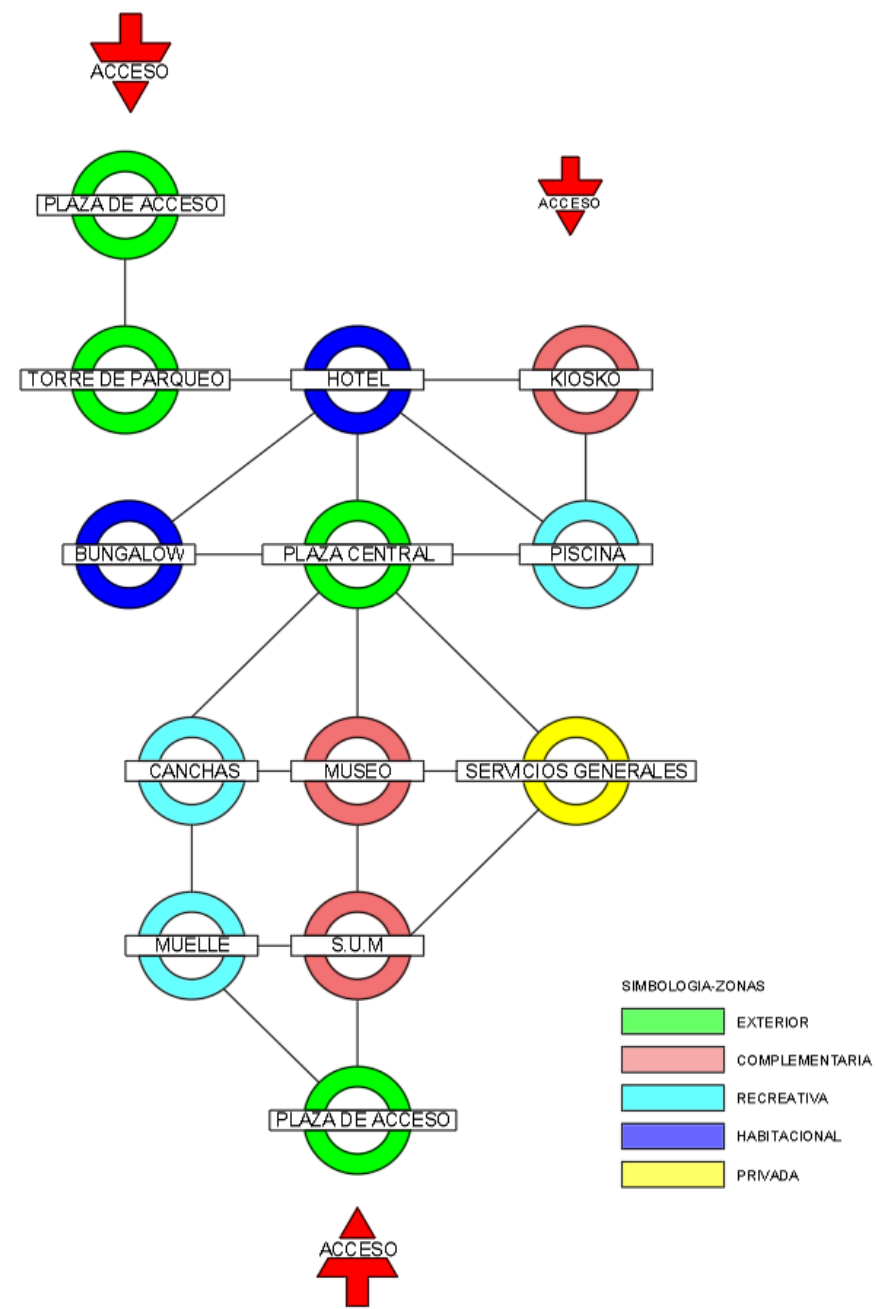 ACCESO
PLAZA DE ACCESO
ACCESO
TORRE DE PARQUEO
HOTEL
KIOSKO
BUNGALOW
PLAZA CENTRAL
PISCINA
CANCHAS
MUSEO
SERVICIOS GENERALES
MUELLE
S.U.M
SIMBOLOGIA-ZONAS
EXTERIOR
COMPLEMENTARIA
RECREATIVA
HABITACIONAL
PRIVADA
PLAZA DE ACCESO
ACCESO